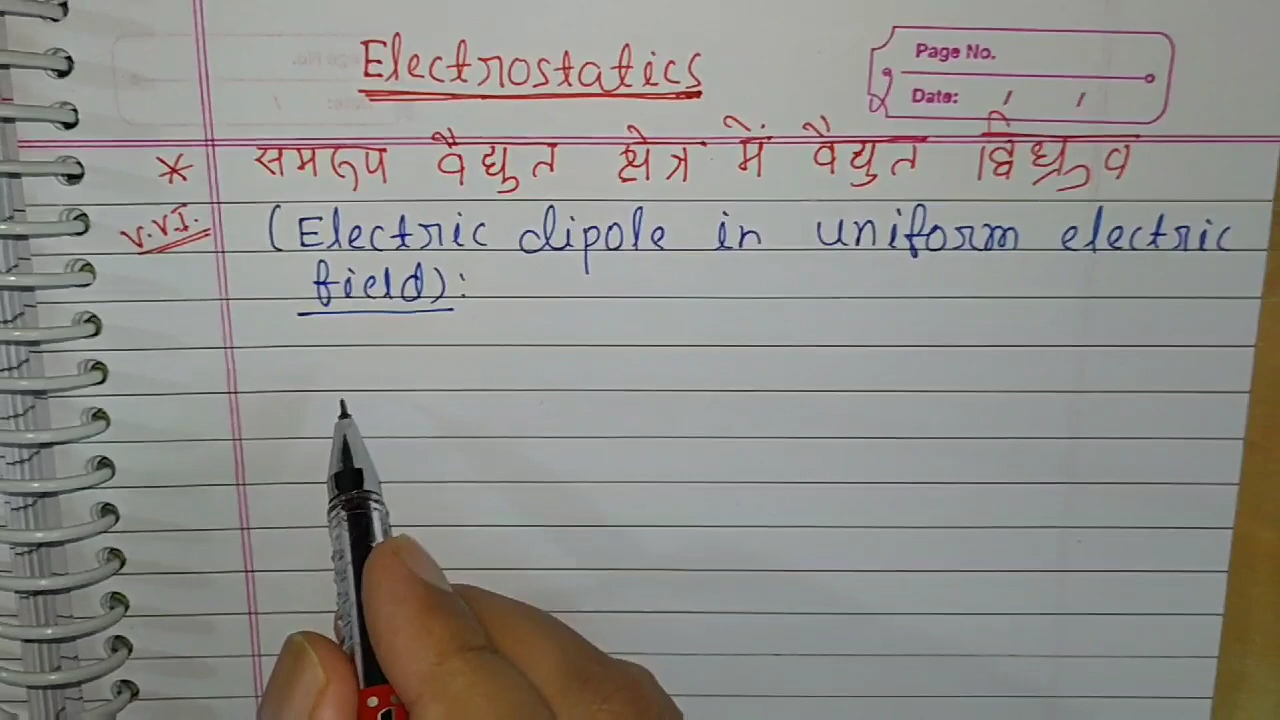 Electrostatics
Page No.
Date: / /
* समरूप वैद्युत क्षेत्र में वैद्युत द्विध्रुव
V.V.I. (Electric dipole in uniform electric
field):